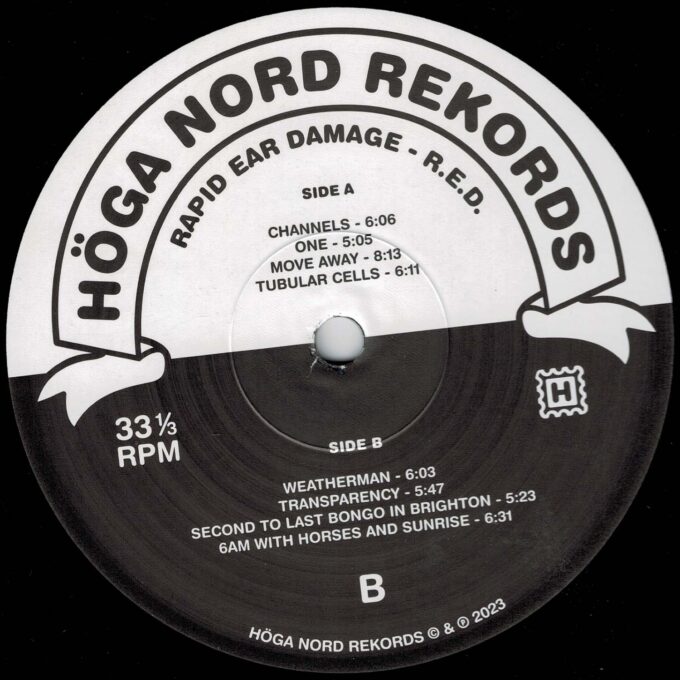 HÖGA NORD REKORDS
RAPID EAR DAMAGE - R.E.D.
SIDE A
CHANNELS - 6:06
ONE - 5:05
MOVE AWAY - 8:13
TUBULAR CELLS - 6:11
33 ⅓
RPM
H
SIDE B
WEATHERMAN - 6:03
TRANSPARENCY - 5:47
SECOND TO LAST BONGO IN BRIGHTON - 5:23
6AM WITH HORSES AND SUNRISE - 6:31
B
HÖGA NORD REKORDS © & ℗ 2023